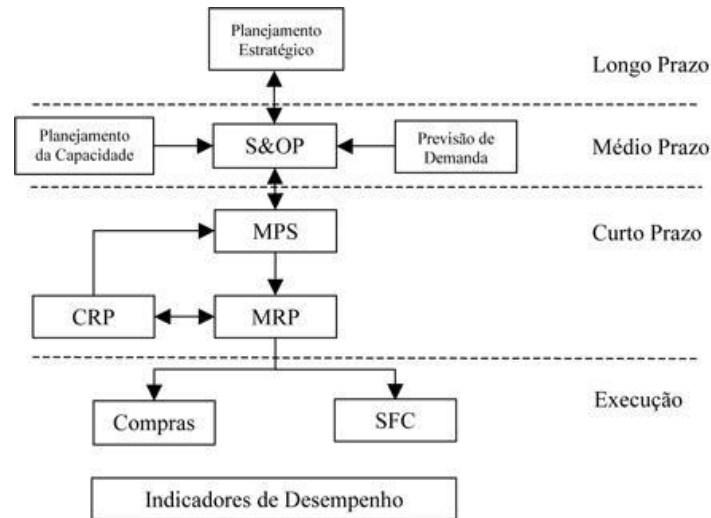 Planejamento
Estratégico
Longo Prazo
Planejamento
da Capacidade
S&OP
Previsão de
Demanda
Médio Prazo
MPS
Curto Prazo
CRP
MRP
Compras
SFC
Execução
Indicadores de Desempenho